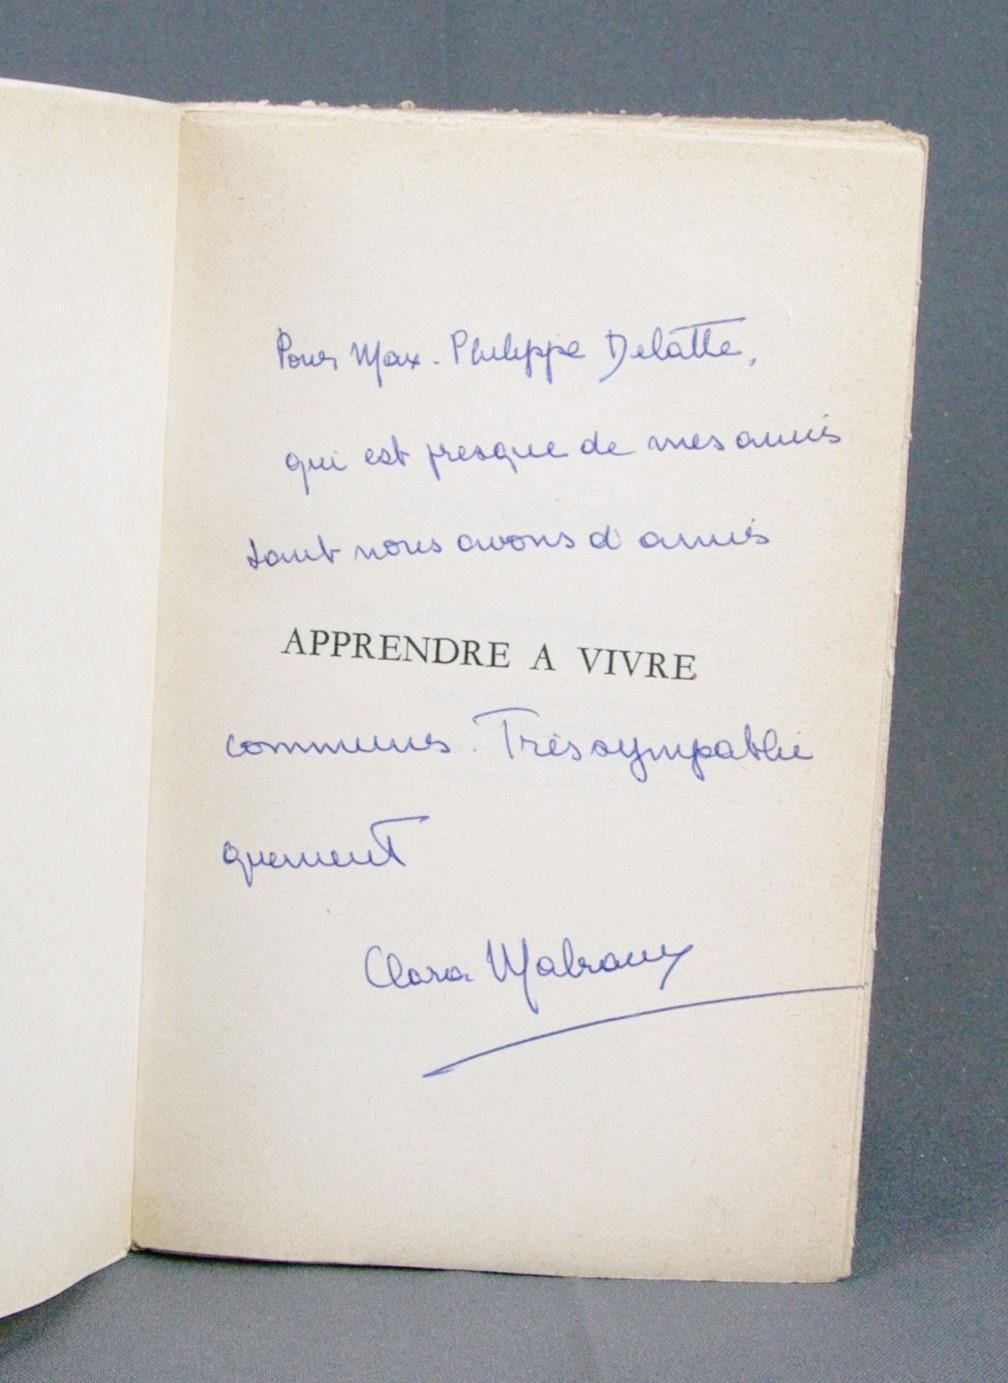 Pour Max-Philippe Delatte,
qui est presque de mes amis
tant nous avons d'amis
APPRENDRE A VIVRE
communs. Très sympathi
quement
Clara Malraux